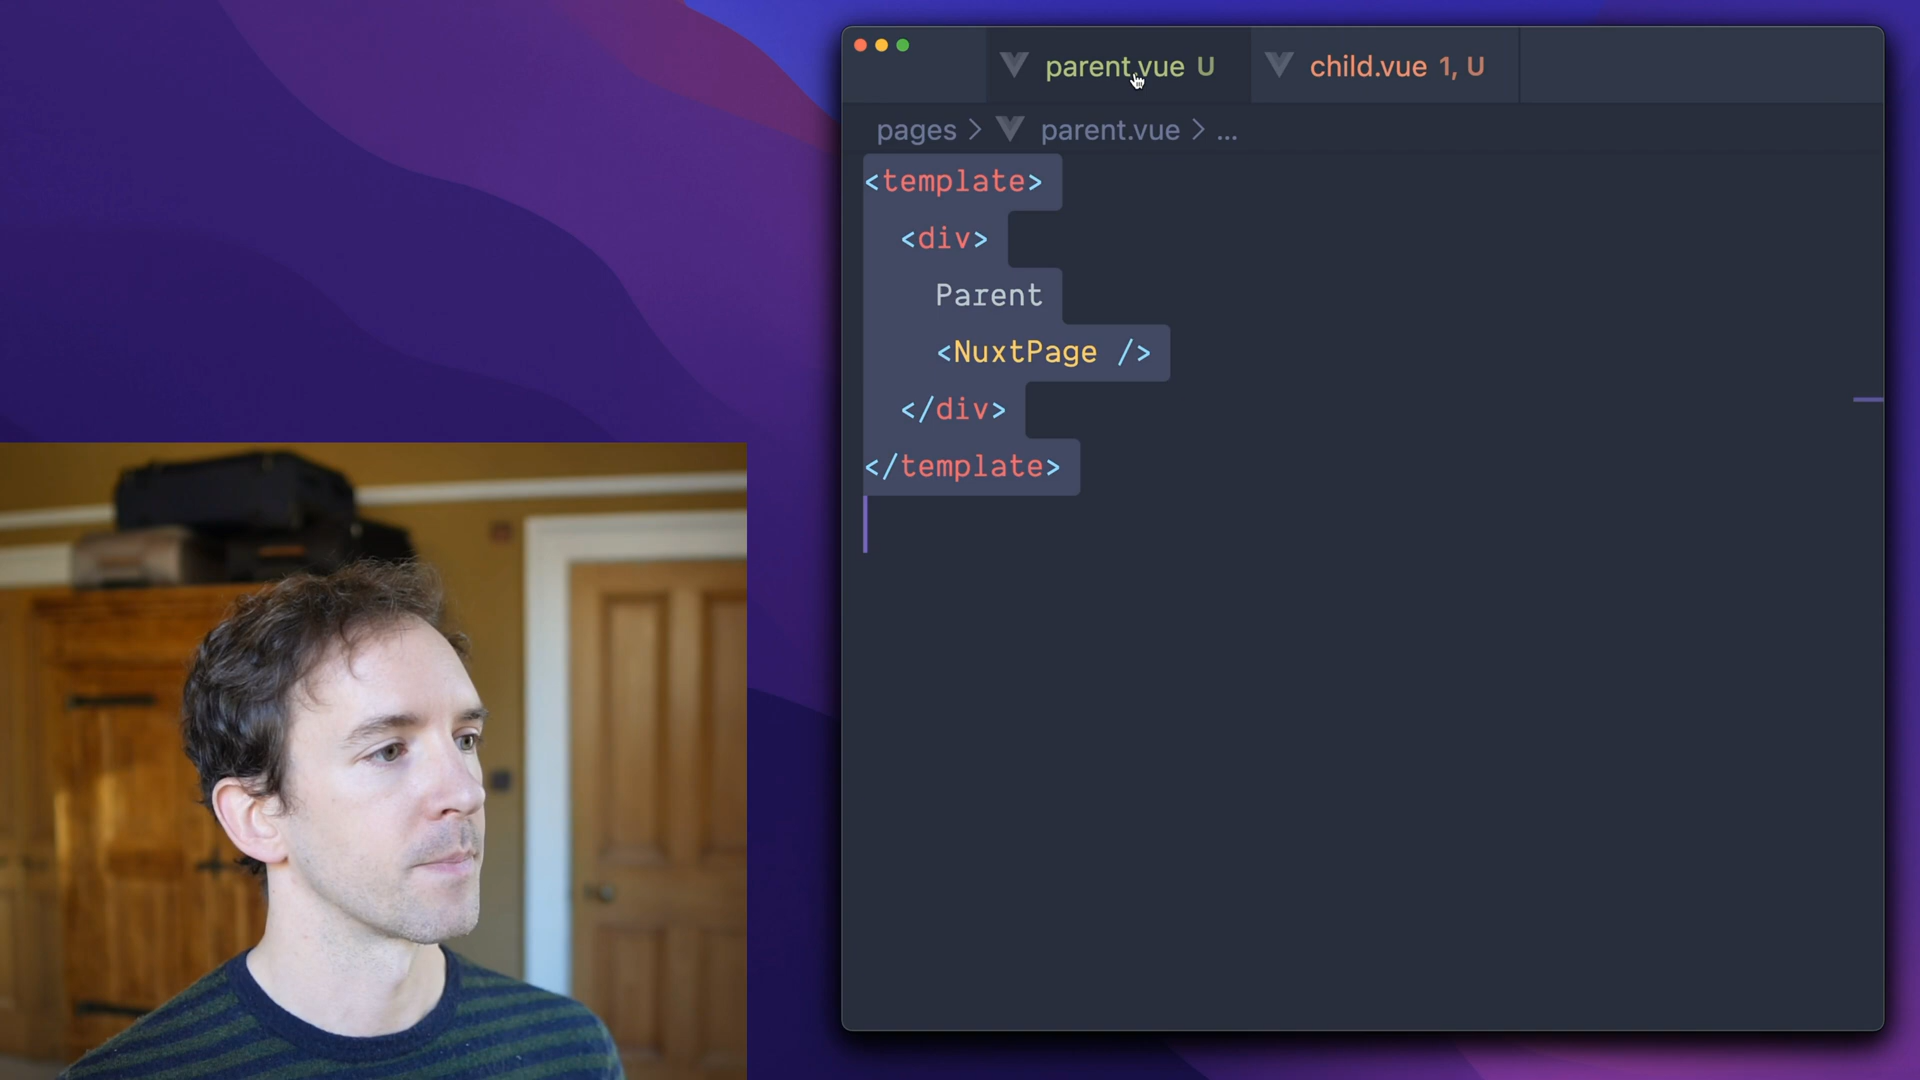 parent.vue U
child.vue 1, U
pages > parent.vue > ...
<template>
<div>
Parent
<NuxtPage />
</div>
</template>